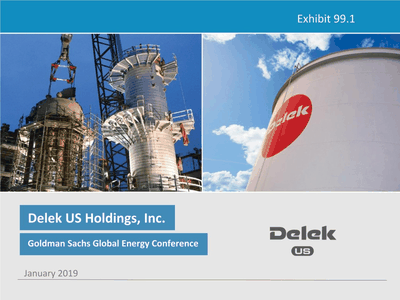 Exhibit 99.1
Delek
Delek US Holdings, Inc.
Goldman Sachs Global Energy Conference
Delek
US
January 2019